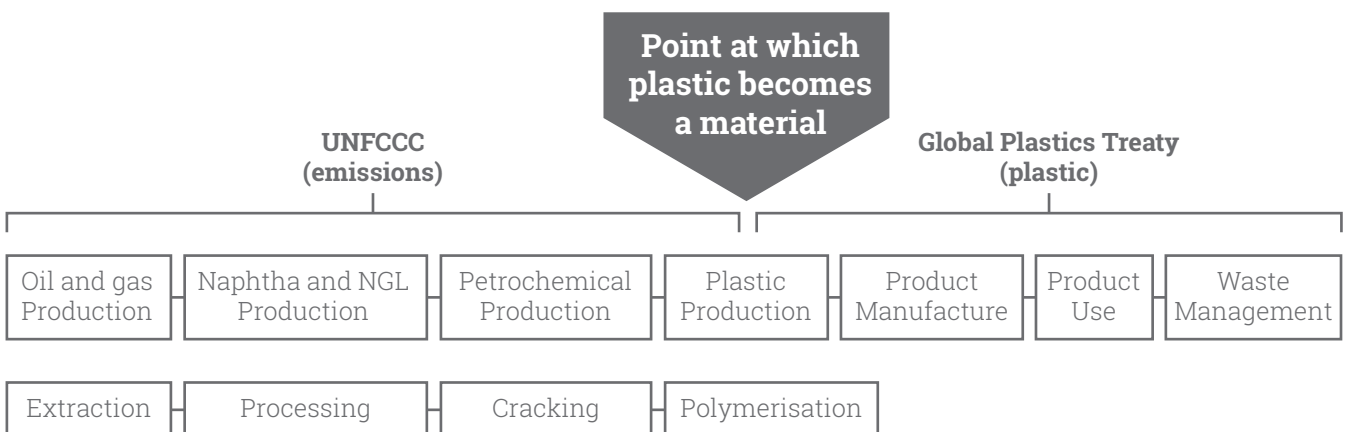 Point at which
plastic becomes
a material
UNFCCC
(emissions)
Global Plastics Treaty
(plastic)
Oil and gas
Production
Naphtha and NGL
Production
Petrochemical
Production
Plastic
Production
Product
Manufacture
Product
Use
Waste
Management
Extraction
Processing
Cracking
Polymerisation